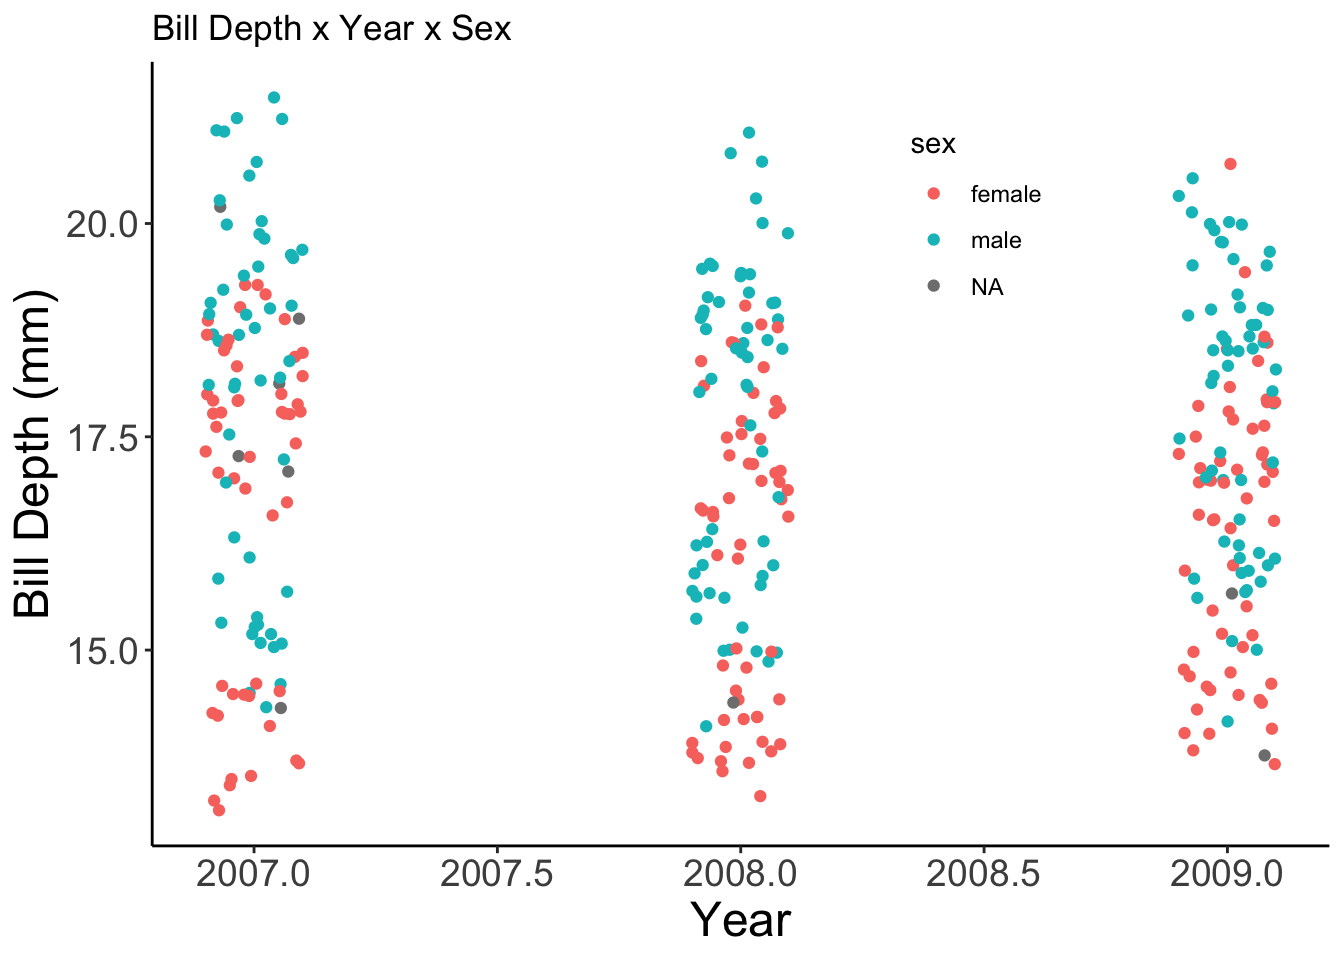 Bill Depth x Year x Sex
Bill Depth (mm)
20.0
17.5
15.0
sex
female
male
NA
2007.0 2007.5 2008.0 2008.5 2009.0
Year